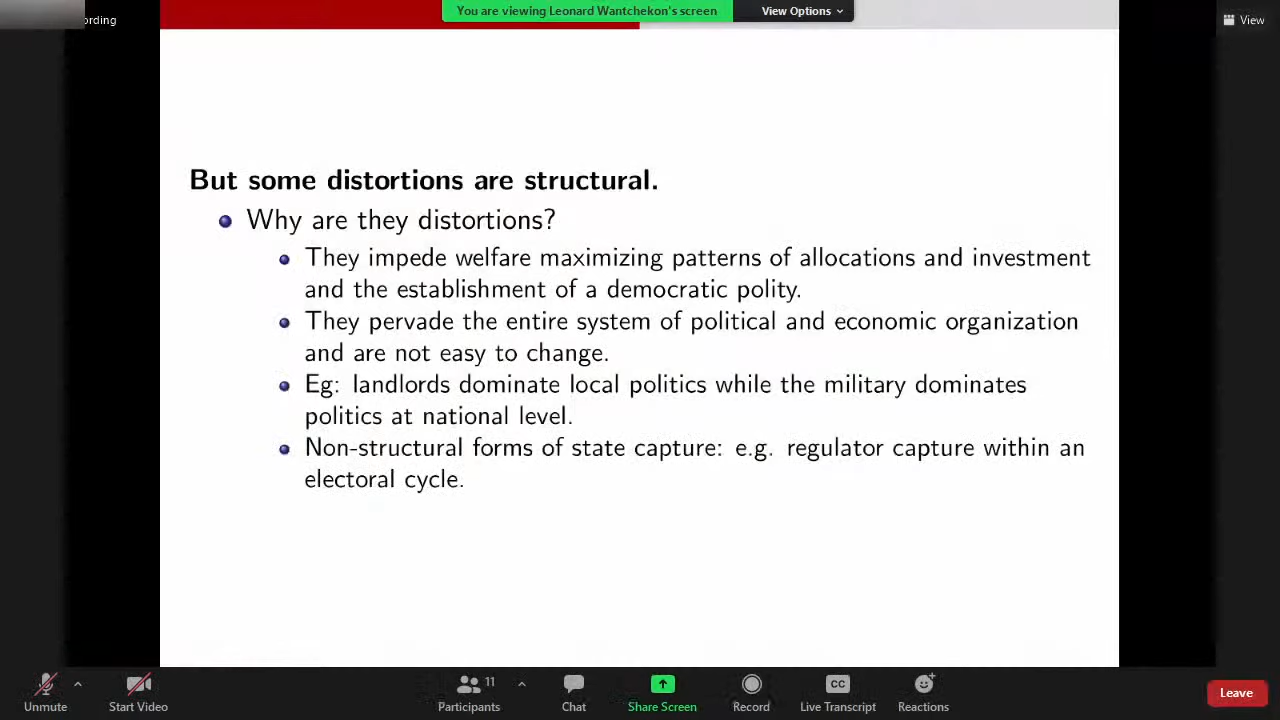 ording
You are viewing Leonard Wantchekon's screen
View Options
View
But some distortions are structural.
Why are they distortions?
They impede welfare maximizing patterns of allocations and investment
and the establishment of a democratic polity.
They pervade the entire system of political and economic organization
and are not easy to change.
Eg: landlords dominate local politics while the military dominates
politics at national level.
Non-structural forms of state capture: e.g. regulator capture within an
electoral cycle.
Unmute
Start Video
Participants
11
Chat
Share Screen
Record
CC
Live Transcript
Reactions
Leave